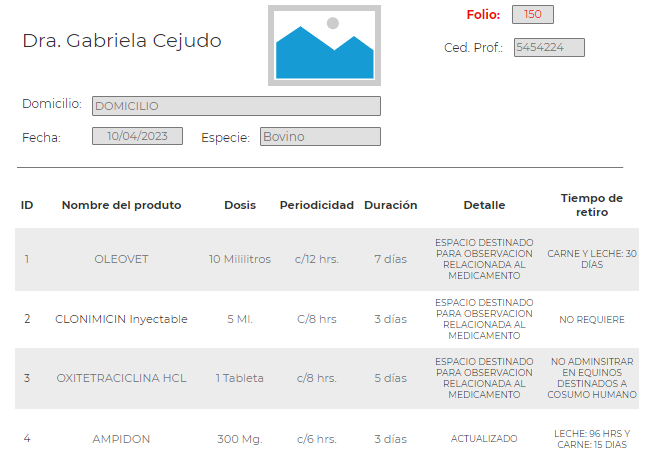 Folio: 150
Dra. Gabriela Cejudo
Ced. Prof.: 5454224
Domicilio: DOMICILIO
Fecha: 10/04/2023 Especie: Bovino
ID Nombre del produto Dosis Periodicidad Duración Detalle Tiempo de retiro
1 OLEOVET 10 Mililitros c/12 hrs. 7 días
ESPACIO DESTINADO
PARA OBSERVACION
RELACIONADA AL
MEDICAMENTO
CARNE Y LECHE: 30
DÍAS
2 CLONIMICIN Inyectable 5 Ml. C/8 hrs 3 días
ESPACIO DESTINADO
PARA OBSERVACION
RELACIONADA AL
MEDICAMENTO
NO REQUIERE
3 OXITETRACICLINA HCL 1 Tableta c/8 hrs. 5 días
ESPACIO DESTINADO
PARA OBSERVACION
RELACIONADA AL
MEDICAMENTO
NO ADMINSITRAR
EN EQUINOS
DESTINADOS A
COSUMO HUMANO
4 AMPIDON 300 Mg. c/6 hrs. 3 días
ACTUALIZADO
LECHE: 96 HRS Y
CARNE: 15 DIAS